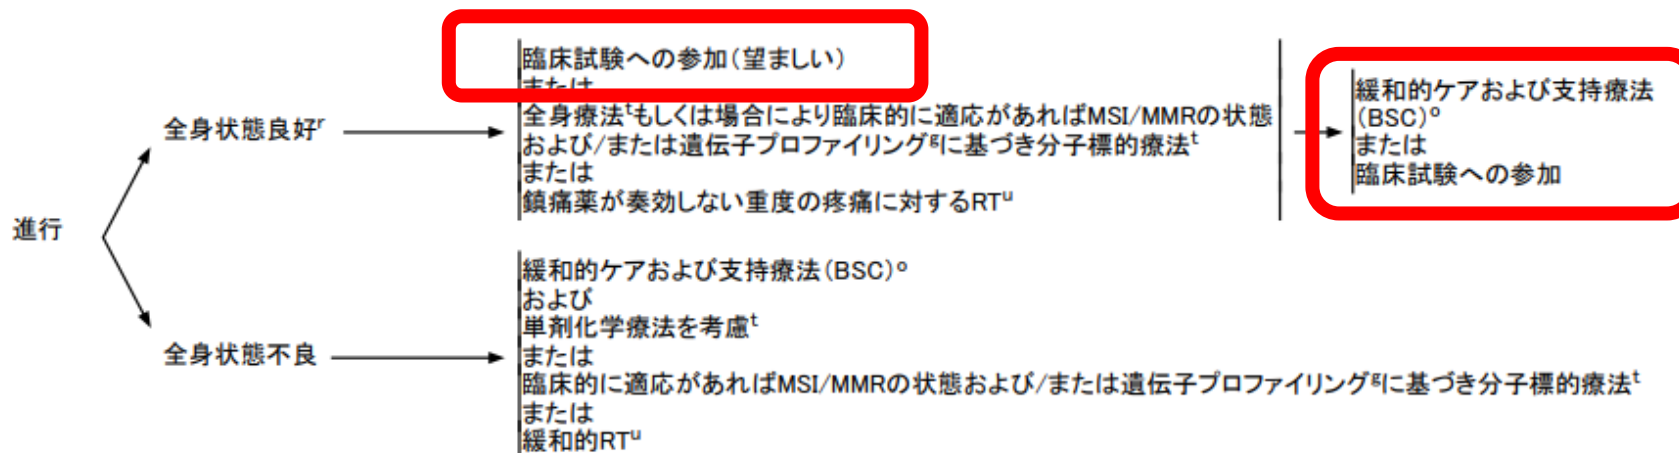 進行
全身状態良好r
臨床試験への参加(望ましい)
または
全身療法tもしくは場合により臨床的に適応があればMSI/MMRの状態
および/または遺伝子プロファイリングgに基づき分子標的療法t
または
鎮痛薬が奏効しない重度の疼痛に対するRTu
緩和的ケアおよび支持療法
(BSC)o
または
臨床試験への参加
全身状態不良
緩和的ケアおよび支持療法(BSC)o
および
単剤化学療法を考慮t
または
臨床的に適応があればMSI/MMRの状態および/または遺伝子プロファイリングgに基づき分子標的療法t
または
緩和的RTu